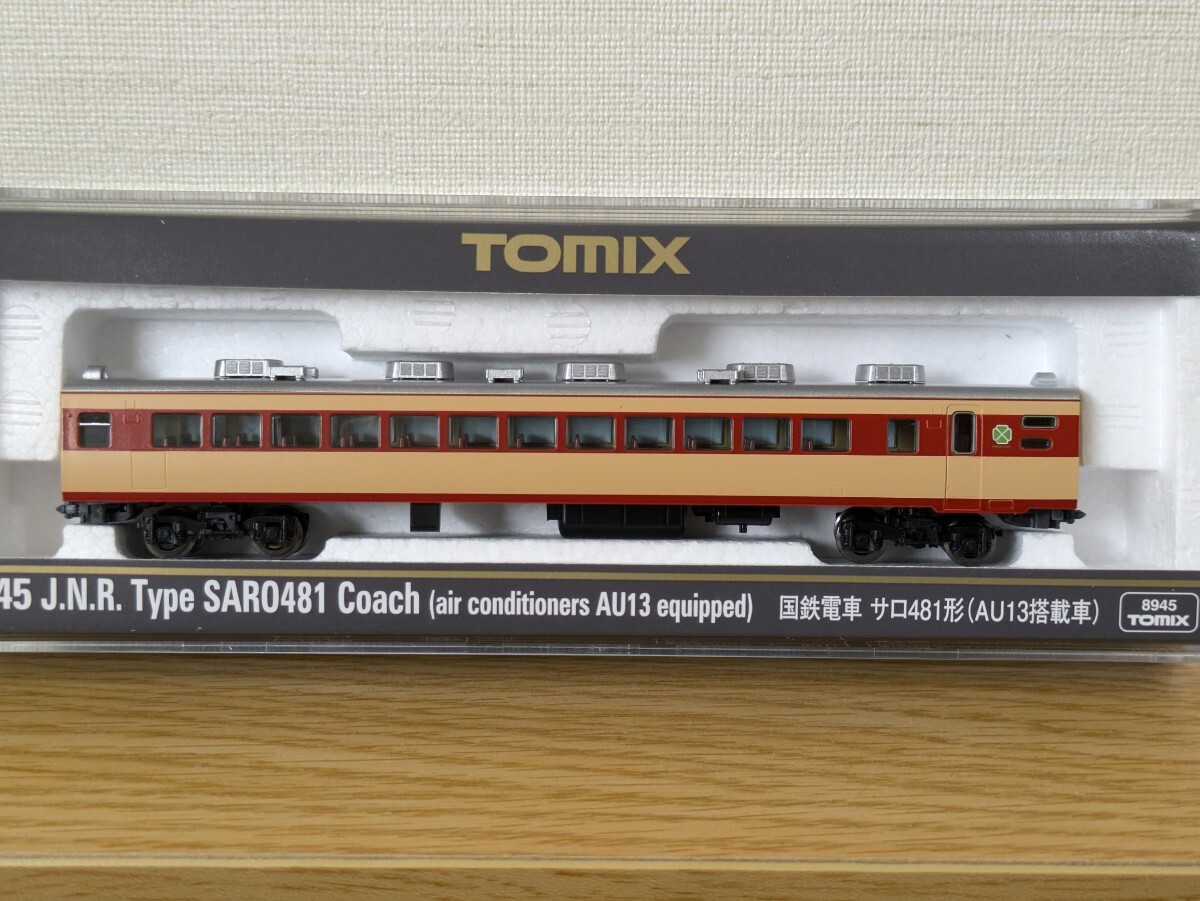 TOMIX
45 J.N.R. Type SARO481 Coach (air conditioners AU13 equipped) 国鉄電車 サロ481形(AU13搭載車)
8945
TOMIX